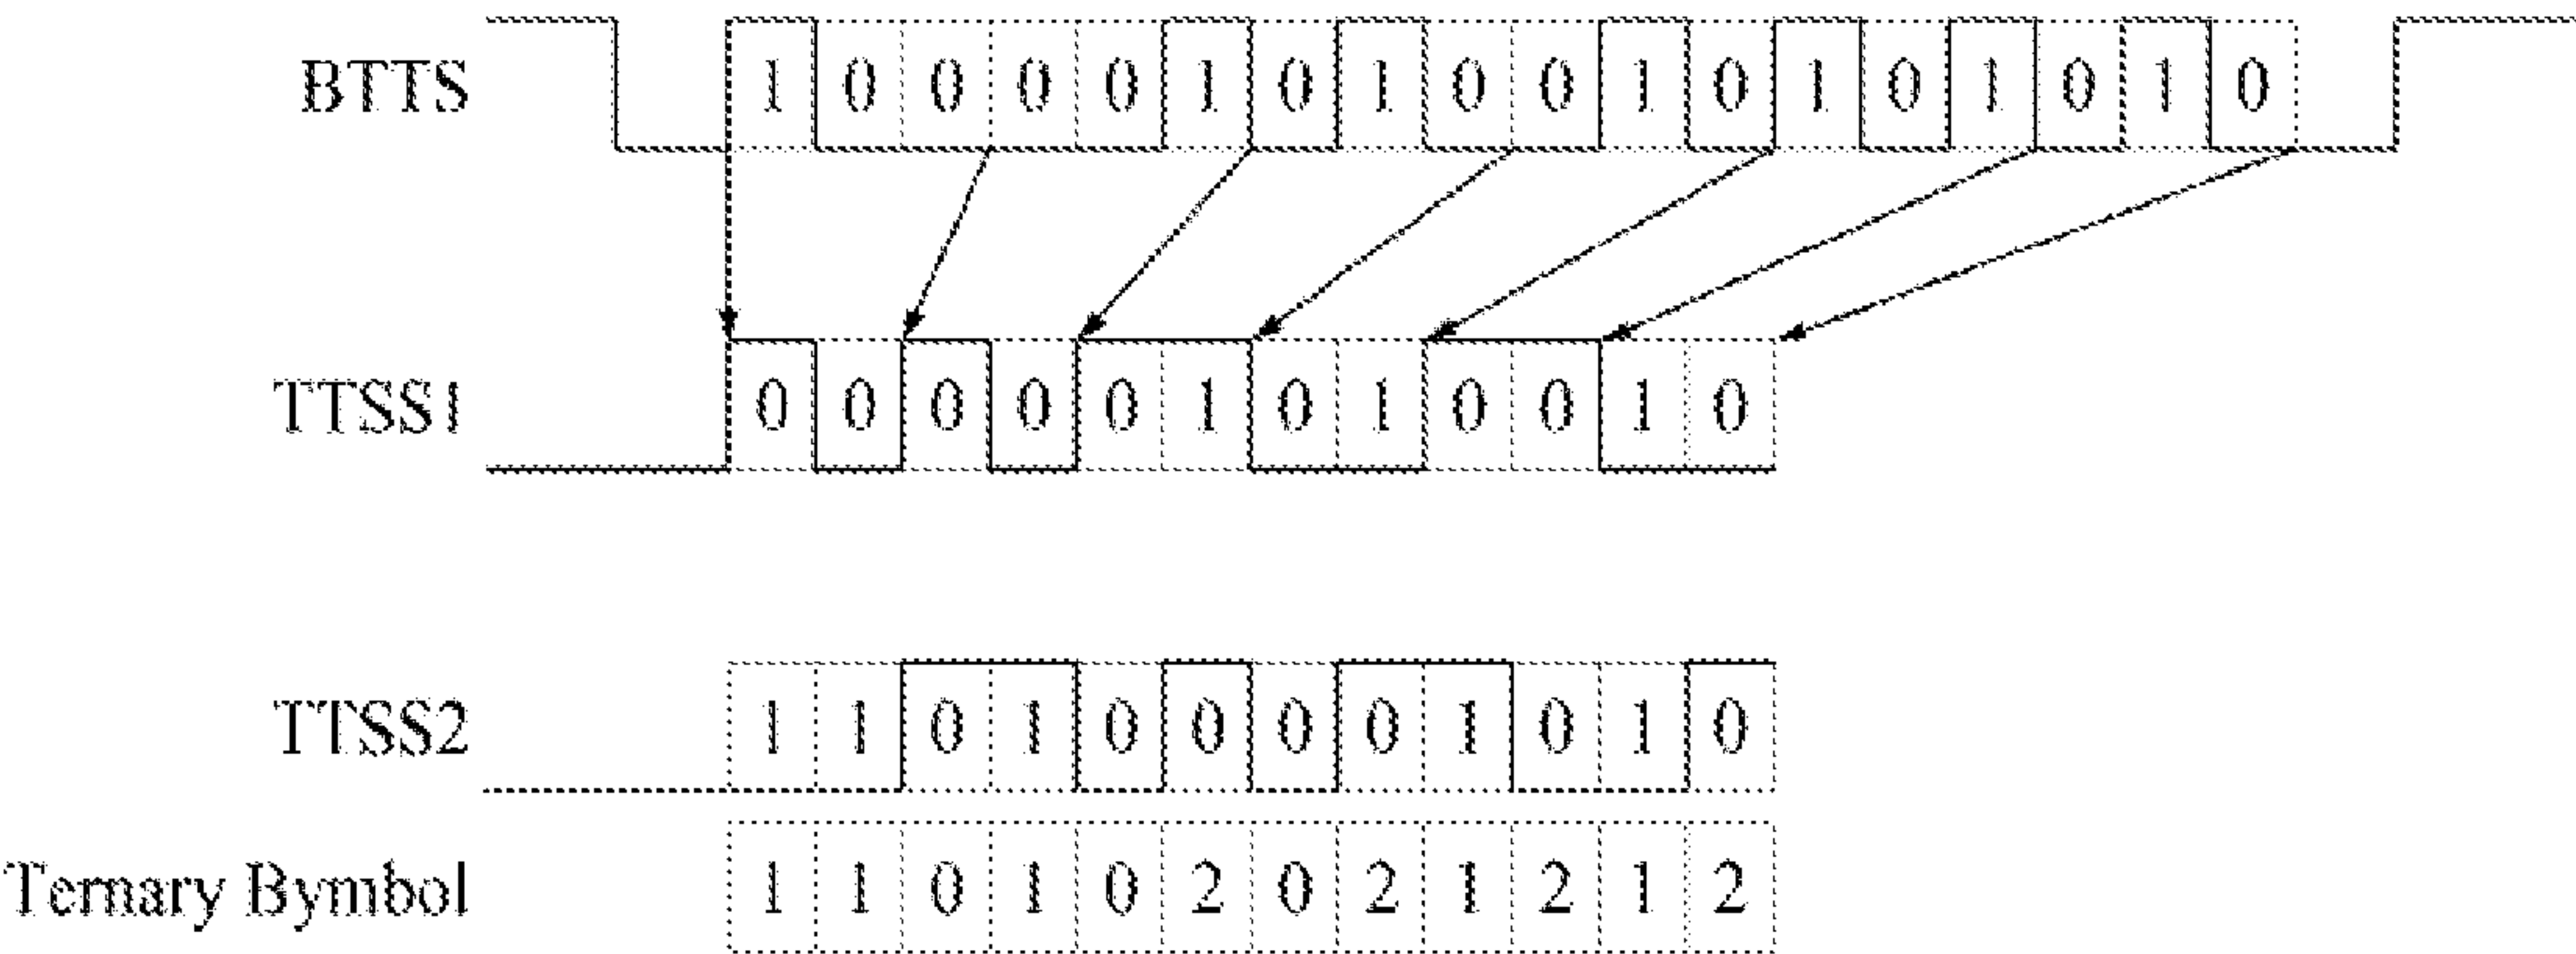 BTTS 1 0 0 0 0 1 0 1 0 0 1 0 1 0 1 0 1 0
TTSS1 0 0 0 0 0 1 0 1 0 0 1 0
TTSS2 1 1 0 1 0 0 0 0 1 0 1 0
Ternary Bymbol 1 1 0 1 0 2 0 2 1 2 1 2